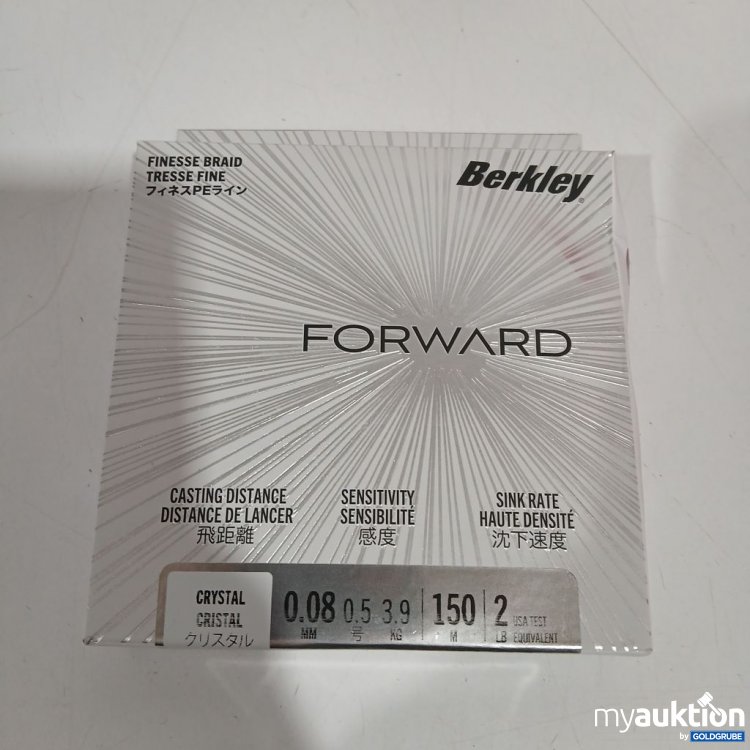 FINESSE BRAID
TRESSE FINE
フィネスPEライン
Berkley®
FORWARD
CASTING DISTANCE
DISTANCE DE LANCER
飛距離
SENSITIVITY
SENSIBILITÉ
感度
SINK RATE
HAUTE DENSITÉ
沈下速度
CRYSTAL
CRISTAL
クリスタル
0.08 0.5 3.9 150 2 USA TEST
MM 号 KG M LB EQUIVALENT
myauktion
by GOLDGRUBE